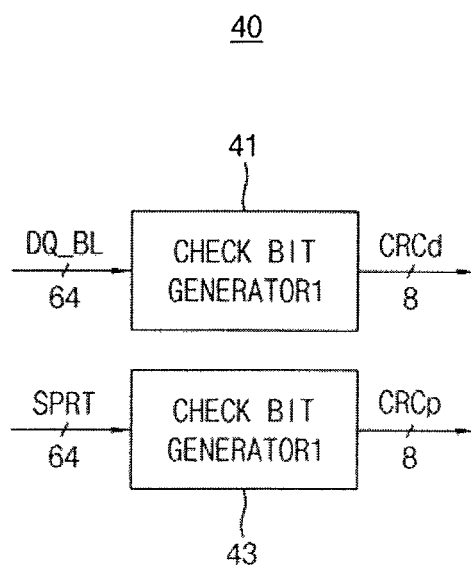 40
41
DQ_BL
64
CHECK BIT
GENERATOR1
CRCd
8
SPRT
64
CHECK BIT
GENERATOR1
CRCp
8
43